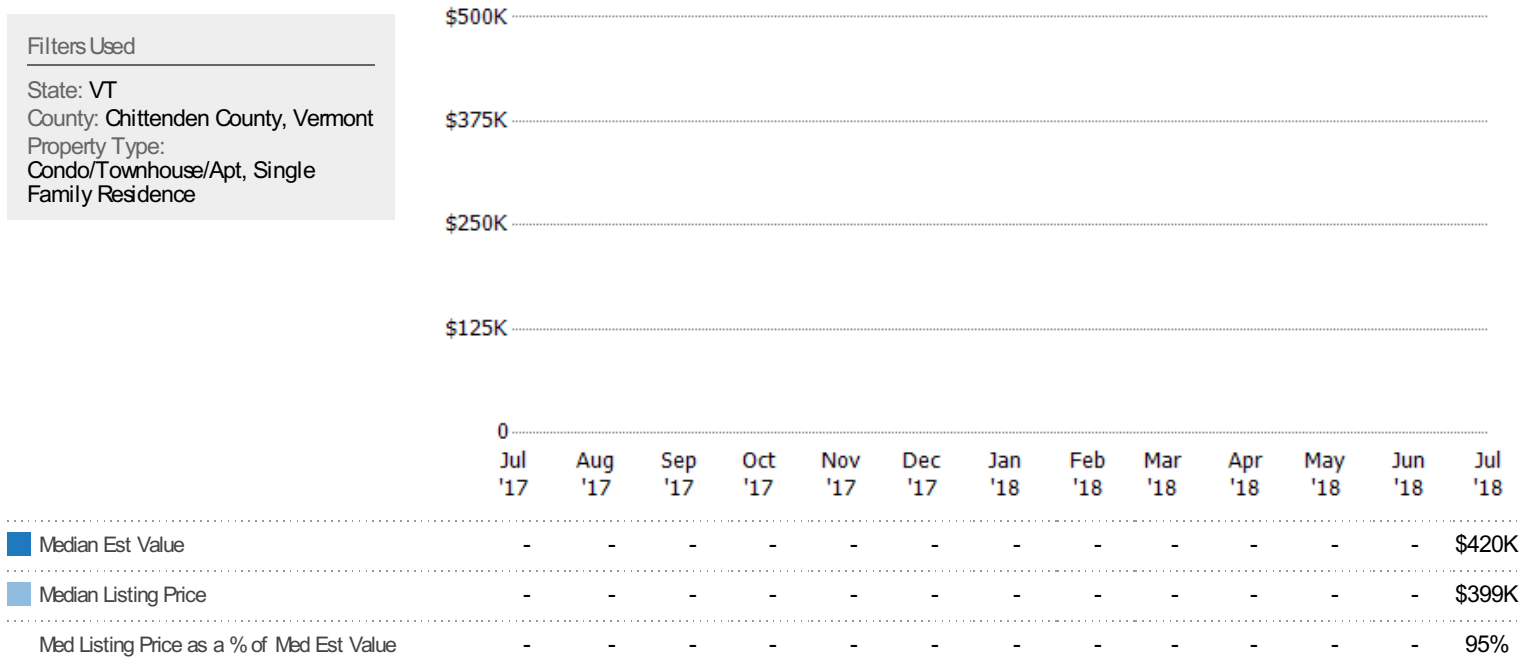 Filters Used
State: VT
County: Chittenden County, Vermont
Property Type:
Condo/Townhouse/Apt, Single
Family Residence
$500K
$375K
$250K
$125K
0
Jul Aug Sep Oct Nov Dec Jan Feb Mar Apr May Jun Jul
'17 '17 '17 '17 '17 '17 '18 '18 '18 '18 '18 '18 '18
Median Est Value - - - - - - - - - - - - $420K
Median Listing Price - - - - - - - - - - - - $399K
Med Listing Price as a % of Med Est Value - - - - - - - - - - - - 95%